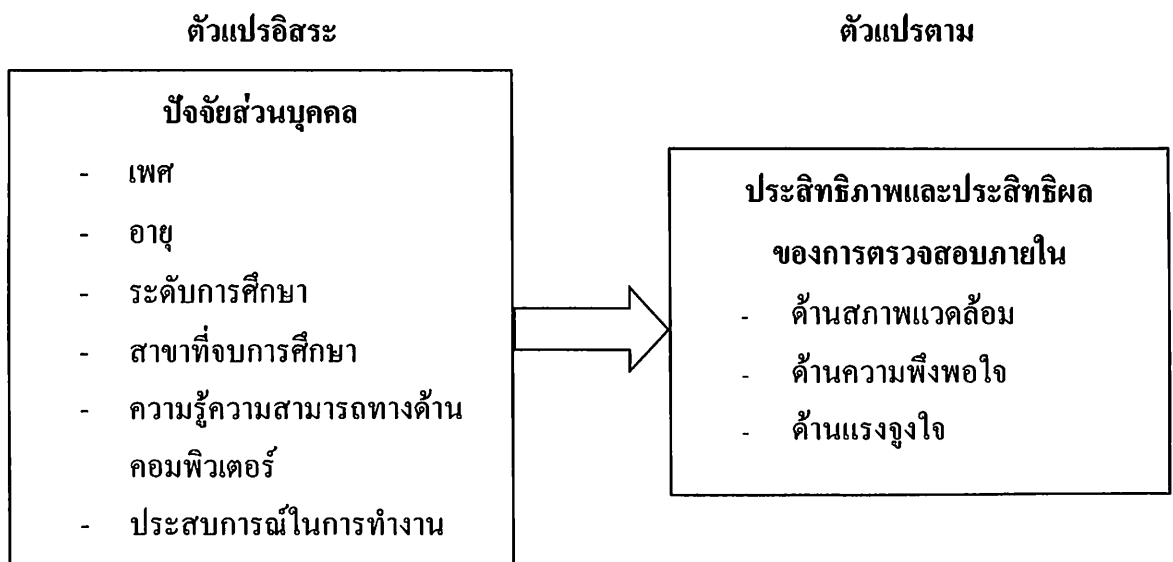 ตัวแปรอิสระ
ตัวแปรตาม
ปัจจัยส่วนบุคคล
- เพศ
- อายุ
- ระดับการศึกษา
- สาขาที่จบการศึกษา
- ความรู้ความสามารถทางด้าน
คอมพิวเตอร์
- ประสบการณ์ในการทำงาน
ประสิทธิภาพและประสิทธิผล
ของการตรวจสอบภายใน
- ด้านสภาพแวดล้อม
- ด้านความพึงพอใจ
- ด้านแรงจูงใจ